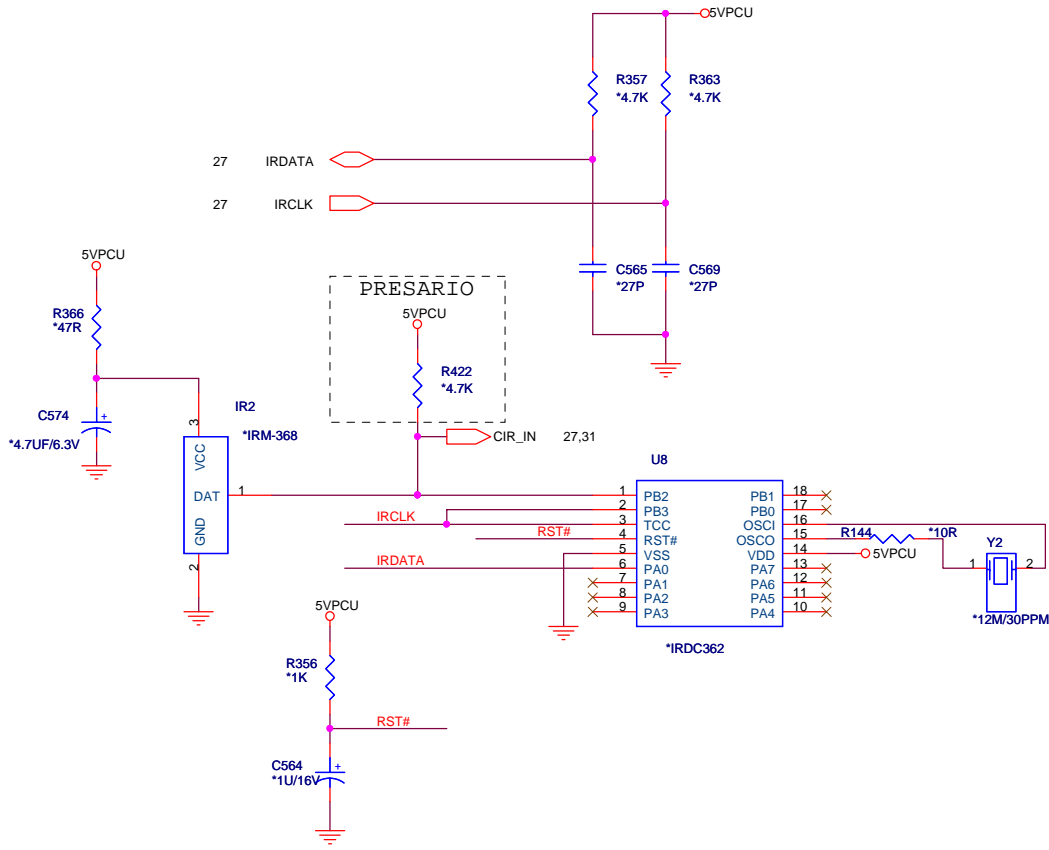 5VPCU
R357
*4.7K
R363
*4.7K
27 IRDATA
27 IRCLK
C565
*27P
C569
*27P
5VPCU
R366
*47R
C574
+
*4.7UF/6.3V
PRESARIO
5VPCU
R422
*4.7K
CIR_IN 27,31
IR2
*IRM-368
3
VCC
DAT
1
GND
2
U8
1 PB2
2 PB3
3 TCC
4 RST#
5 VSS
6 PA0
7 PA1
8 PA2
9 PA3
PB1 18
PB0 17
OSCI 16
OSCO 15
VDD 14
PA7 13
PA6 12
PA5 11
PA4 10
*IRDC362
IRCLK
RST#
IRDATA
R144
*10R
5VPCU
Y2
1
2
*12M/30PPM
5VPCU
R356
*1K
RST#
C564
+
*1U/16V